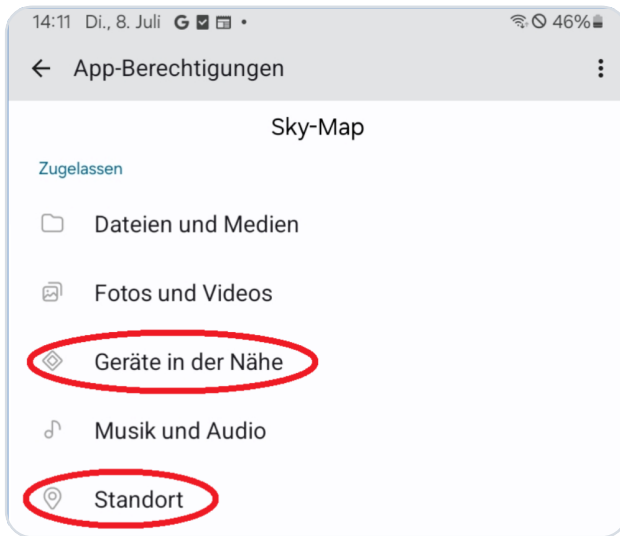 14:11 Di., 8. Juli G • 46%
App-Berechtigungen
Sky-Map
Zugelassen
Dateien und Medien
Fotos und Videos
Geräte in der Nähe
Musik und Audio
Standort